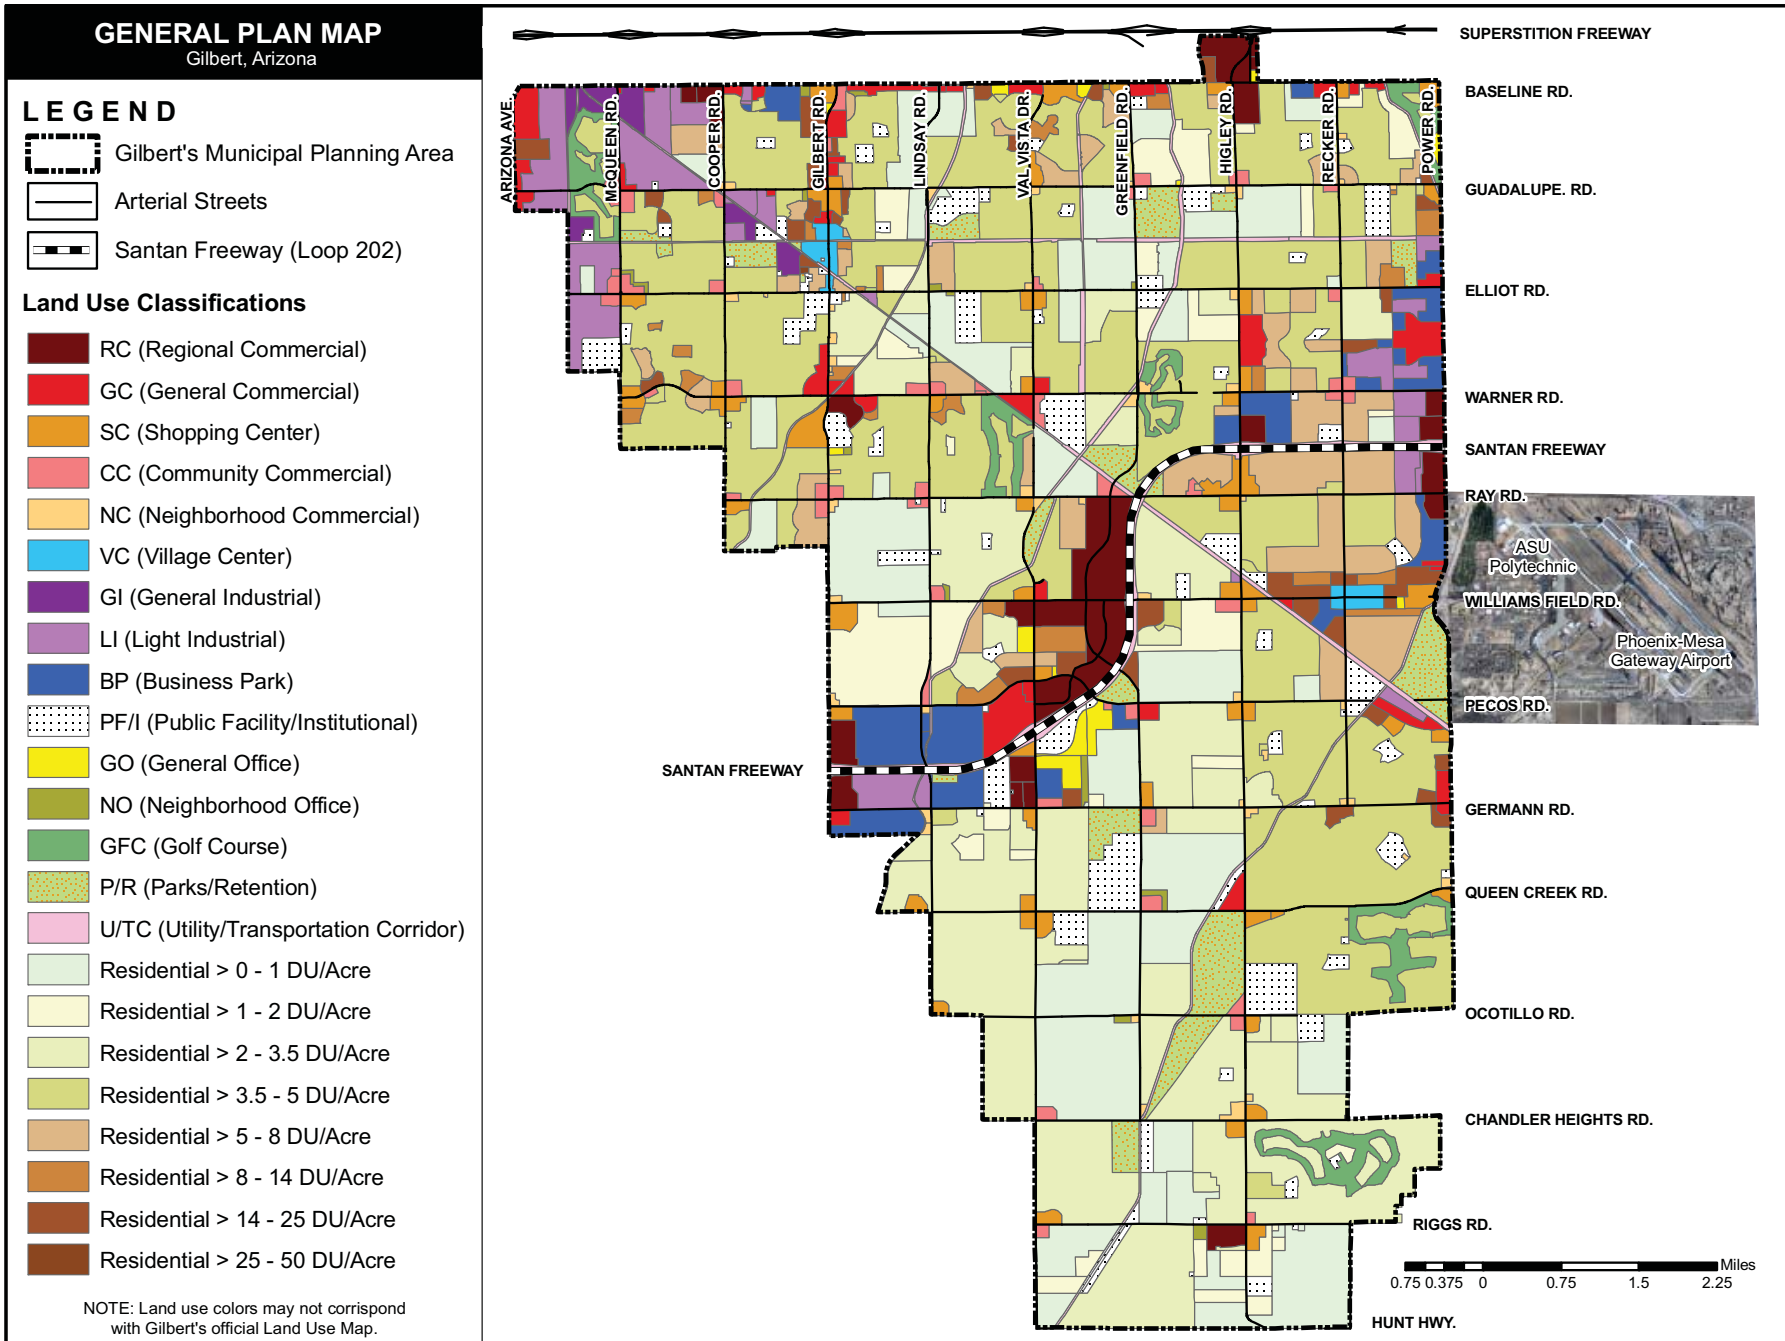 GENERAL PLAN MAP
Gilbert, Arizona
LEGEND
Gilbert's Municipal Planning Area
Arterial Streets
Santan Freeway (Loop 202)
Land Use Classifications
RC (Regional Commercial)
GC (General Commercial)
SC (Shopping Center)
CC (Community Commercial)
NC (Neighborhood Commercial)
VC (Village Center)
GI (General Industrial)
LI (Light Industrial)
BP (Business Park)
PF/I (Public Facility/Institutional)
GO (General Office)
NO (Neighborhood Office)
GFC (Golf Course)
P/R (Parks/Retention)
U/TC (Utility/Transportation Corridor)
Residential > 0 - 1 DU/Acre
Residential > 1 - 2 DU/Acre
Residential > 2 - 3.5 DU/Acre
Residential > 3.5 - 5 DU/Acre
Residential > 5 - 8 DU/Acre
Residential > 8 - 14 DU/Acre
Residential > 14 - 25 DU/Acre
Residential > 25 - 50 DU/Acre
NOTE: Land use colors may not corrispond
with Gilbert's official Land Use Map.
ARIZONA AVE.
McQUEEN RD.
COOPER RD.
GILBERT RD.
LINDSAY RD.
VAL VISTA DR.
GREENFIELD RD.
HIGLEY RD.
RECKER RD.
POWER RD.
SUPERSTITION FREEWAY
BASELINE RD.
GUADALUPE. RD.
ELLIOT RD.
WARNER RD.
SANTAN FREEWAY
RAY RD.
ASU
Polytechnic
WILLIAMS FIELD RD.
Phoenix-Mesa
Gateway Airport
PECOS RD.
SANTAN FREEWAY
GERMANN RD.
QUEEN CREEK RD.
OCOTILLO RD.
CHANDLER HEIGHTS RD.
RIGGS RD.
Miles
0.75 0.375 0 0.75 1.5 2.25
HUNT HWY.